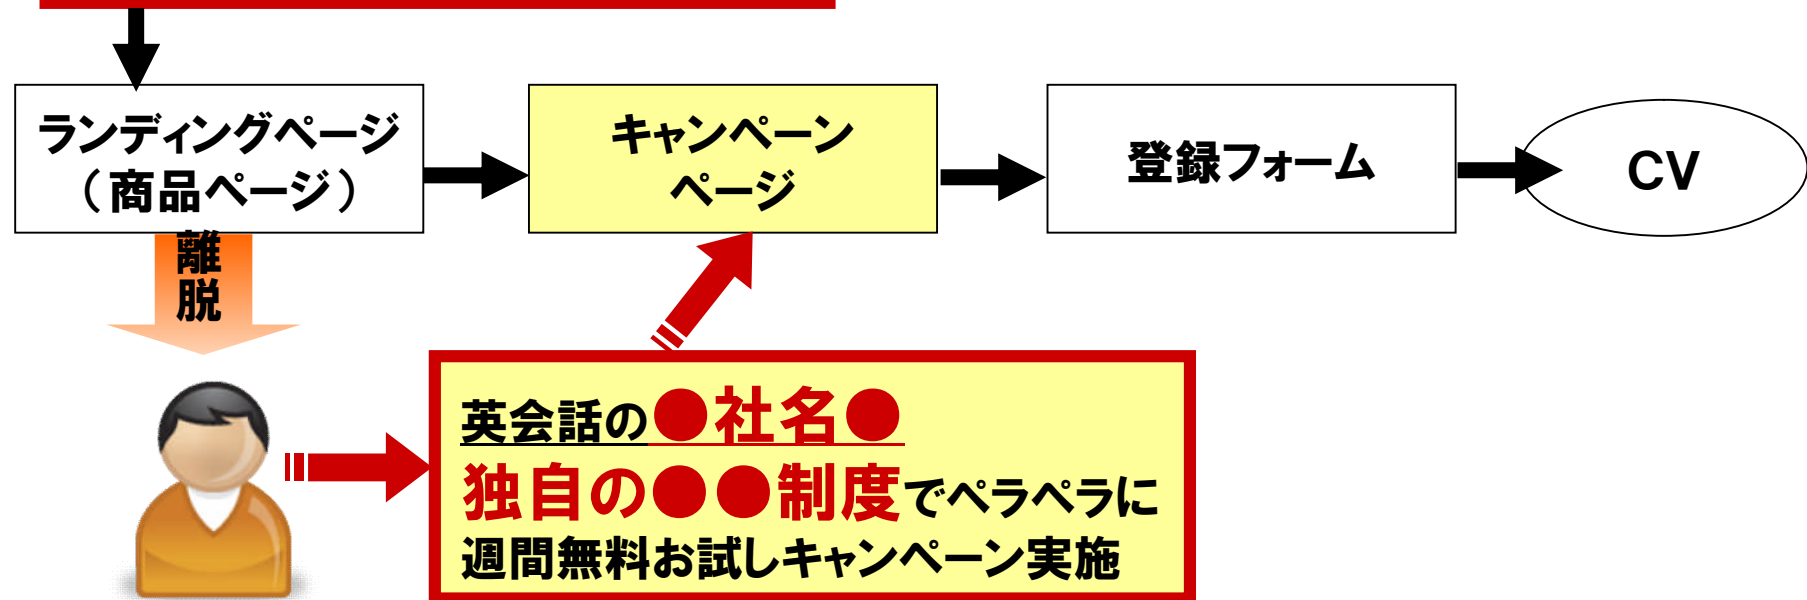 ランディングページ
（商品ページ）
キャンペーン
ページ
登録フォーム
CV
離
脱
英会話の●社名●
独自の●●制度でペラペラに
週間無料お試しキャンペーン実施